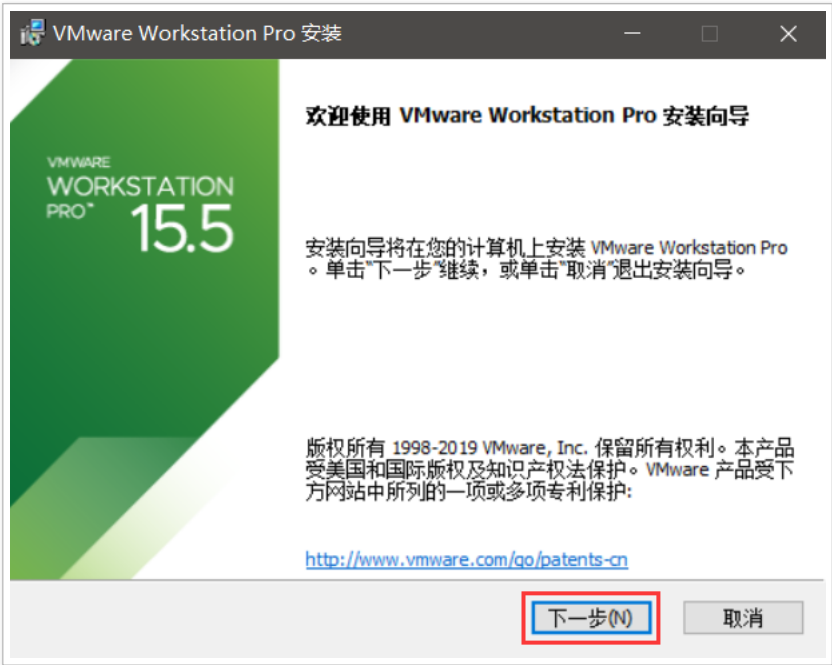 VMware Workstation Pro 安装
欢迎使用 VMware Workstation Pro 安装向导
VMWARE
WORKSTATION
PRO™ 15.5
安装向导将在您的计算机上安装 VMware Workstation Pro
。单击“下一步”继续，或单击“取消”退出安装向导。
版权所有 1998-2019 VMware, Inc. 保留所有权利。本产品
受美国和国际版权及知识产权法保护。VMware 产品受下
方网站中所列的一项或多项专利保护:
http://www.vmware.com/go/patents-cn
下一步(N)
取消